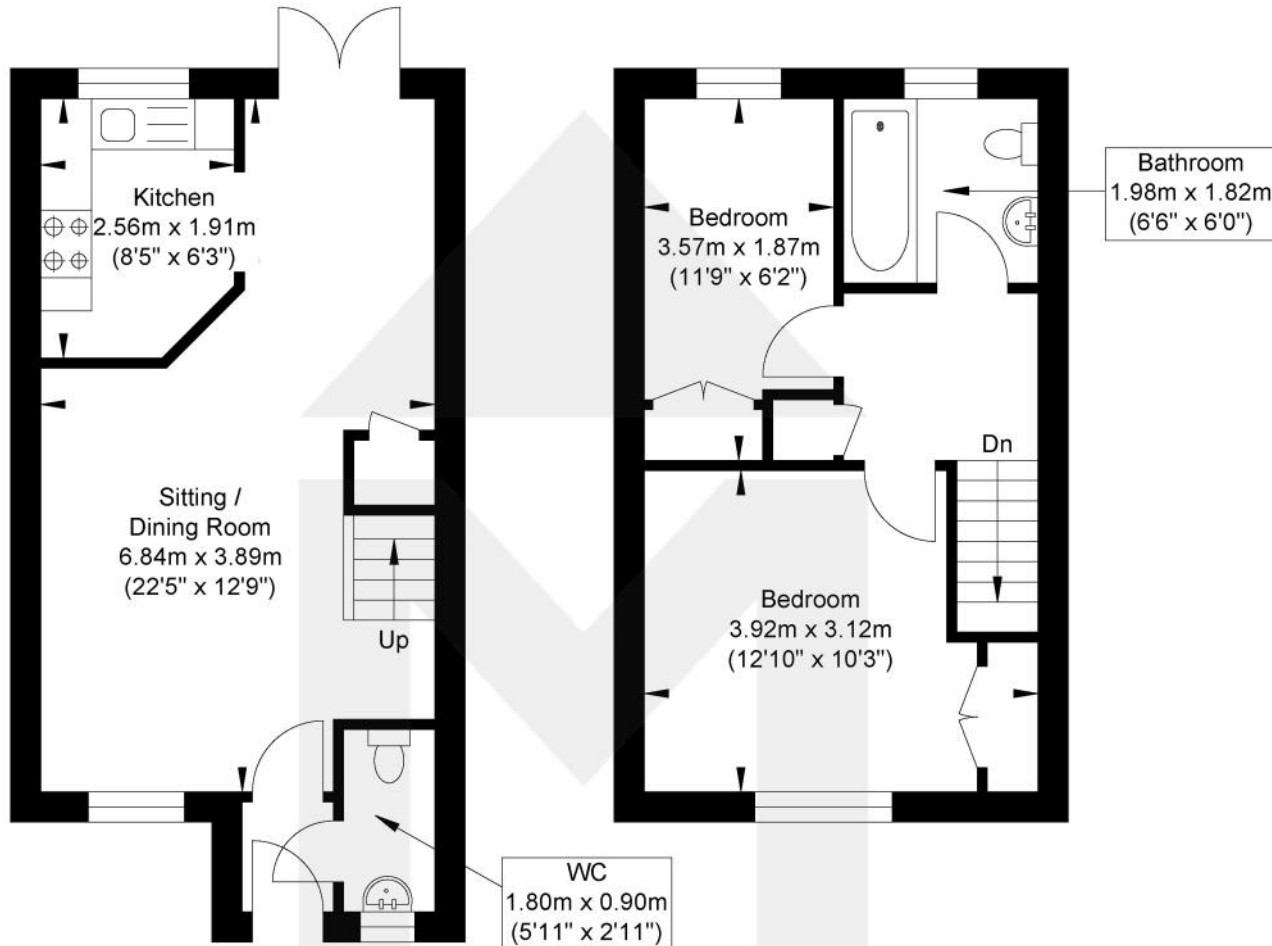 Kitchen
2.56m x 1.91m
(8'5" x 6'3")
Sitting /
Dining Room
6.84m x 3.89m
(22'5" x 12'9")
Up
WC
1.80m x 0.90m
(5'11" x 2'11")
Bedroom
3.57m x 1.87m
(11'9" x 6'2")
Bathroom
1.98m x 1.82m
(6'6" x 6'0")
Dn
Bedroom
3.92m x 3.12m
(12'10" x 10'3")